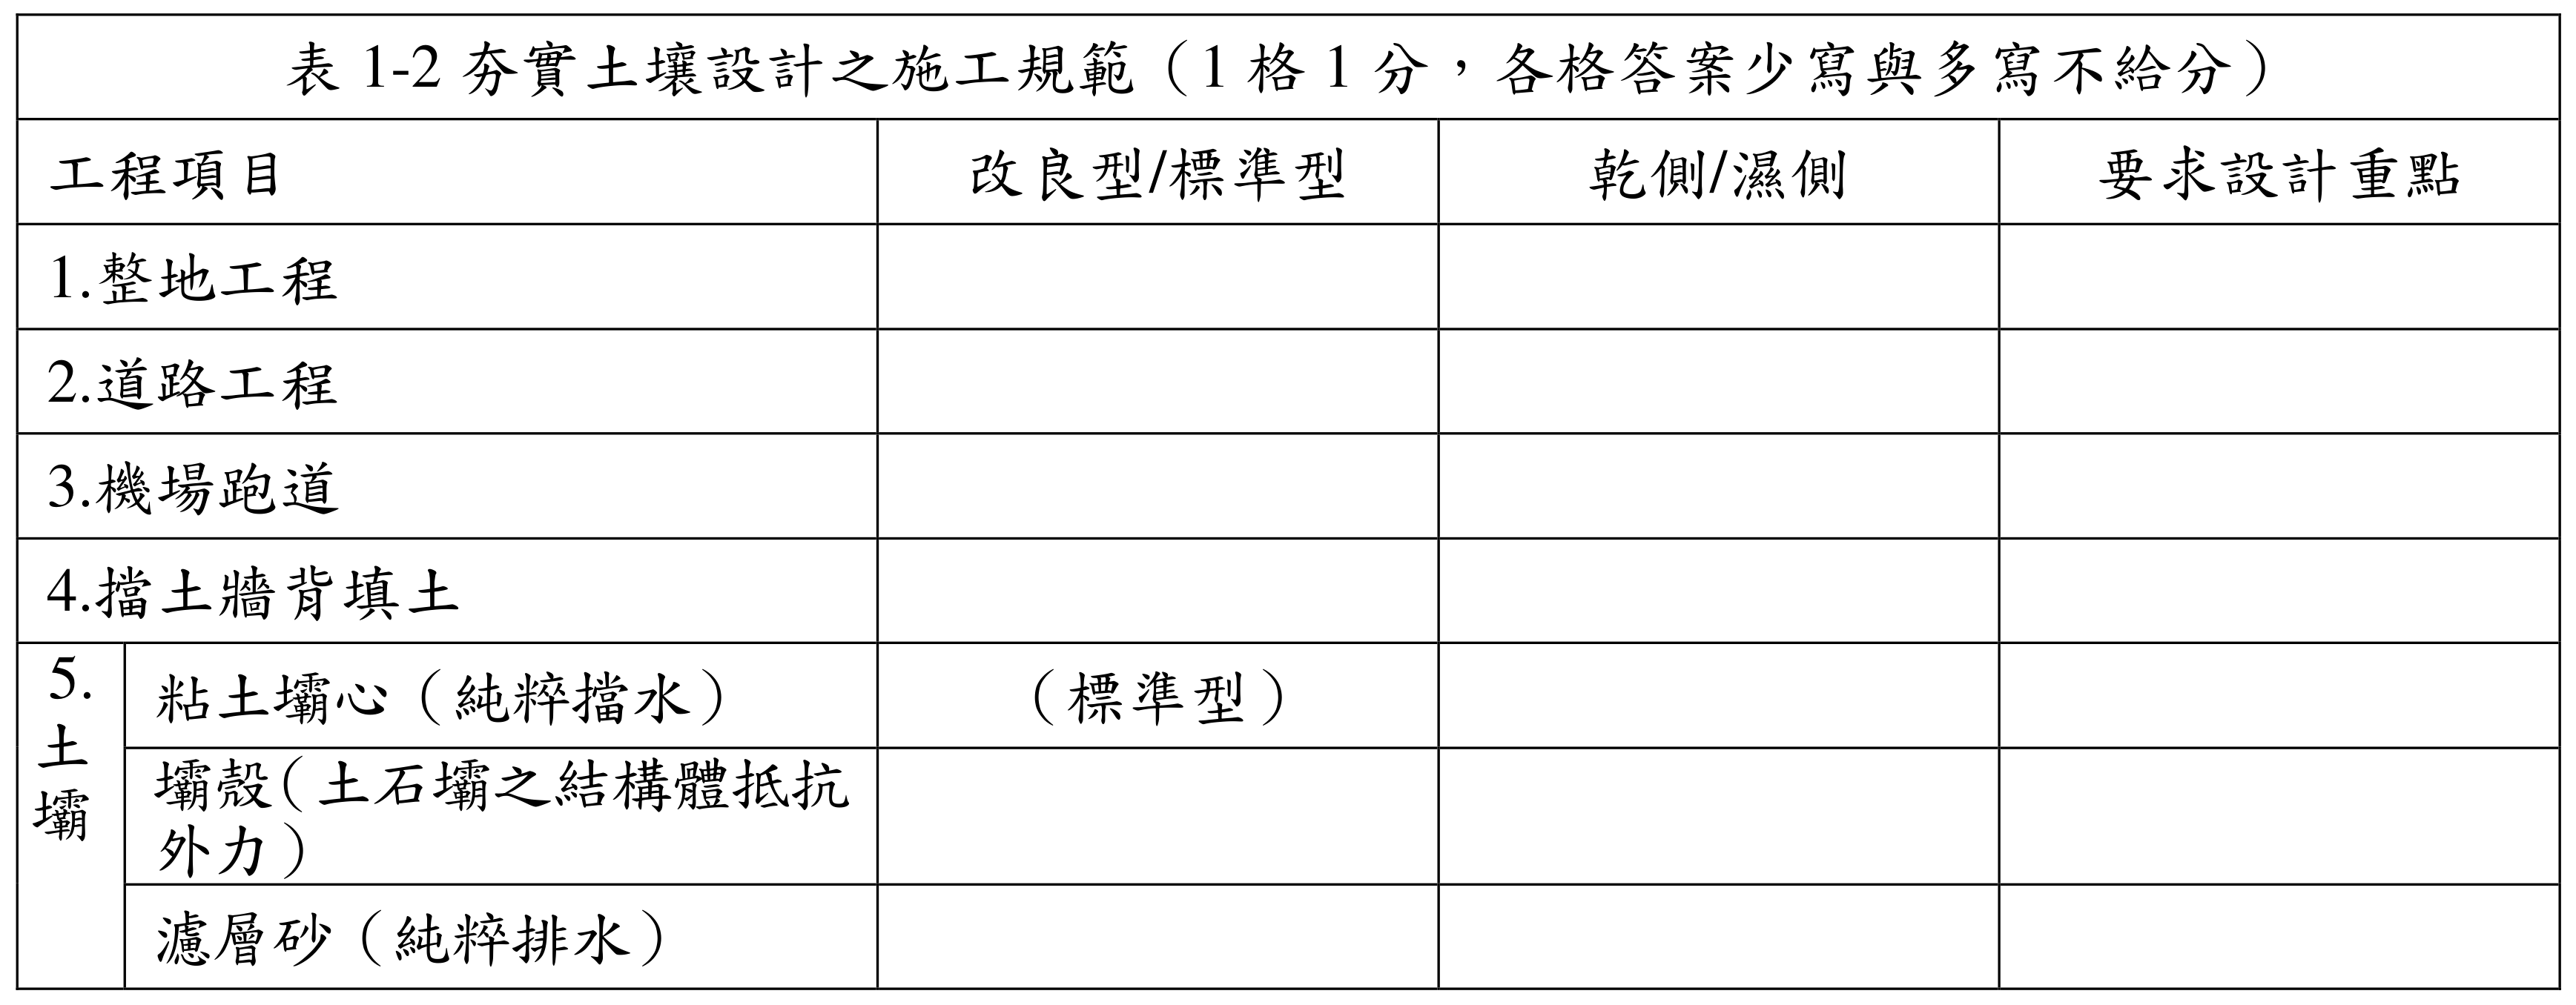 表 1-2 夯實土壤設計之施工規範（1 格 1 分，各格答案少寫與多寫不給分）
工程項目 改良型/標準型 乾側/濕側 要求設計重點
1.整地工程
2.道路工程
3.機場跑道
4.擋土牆背填土
5.
土
壩
粘土壩心（純粹擋水） （標準型）
壩殼（土石壩之結構體抵抗
外力）
濾層砂（純粹排水）